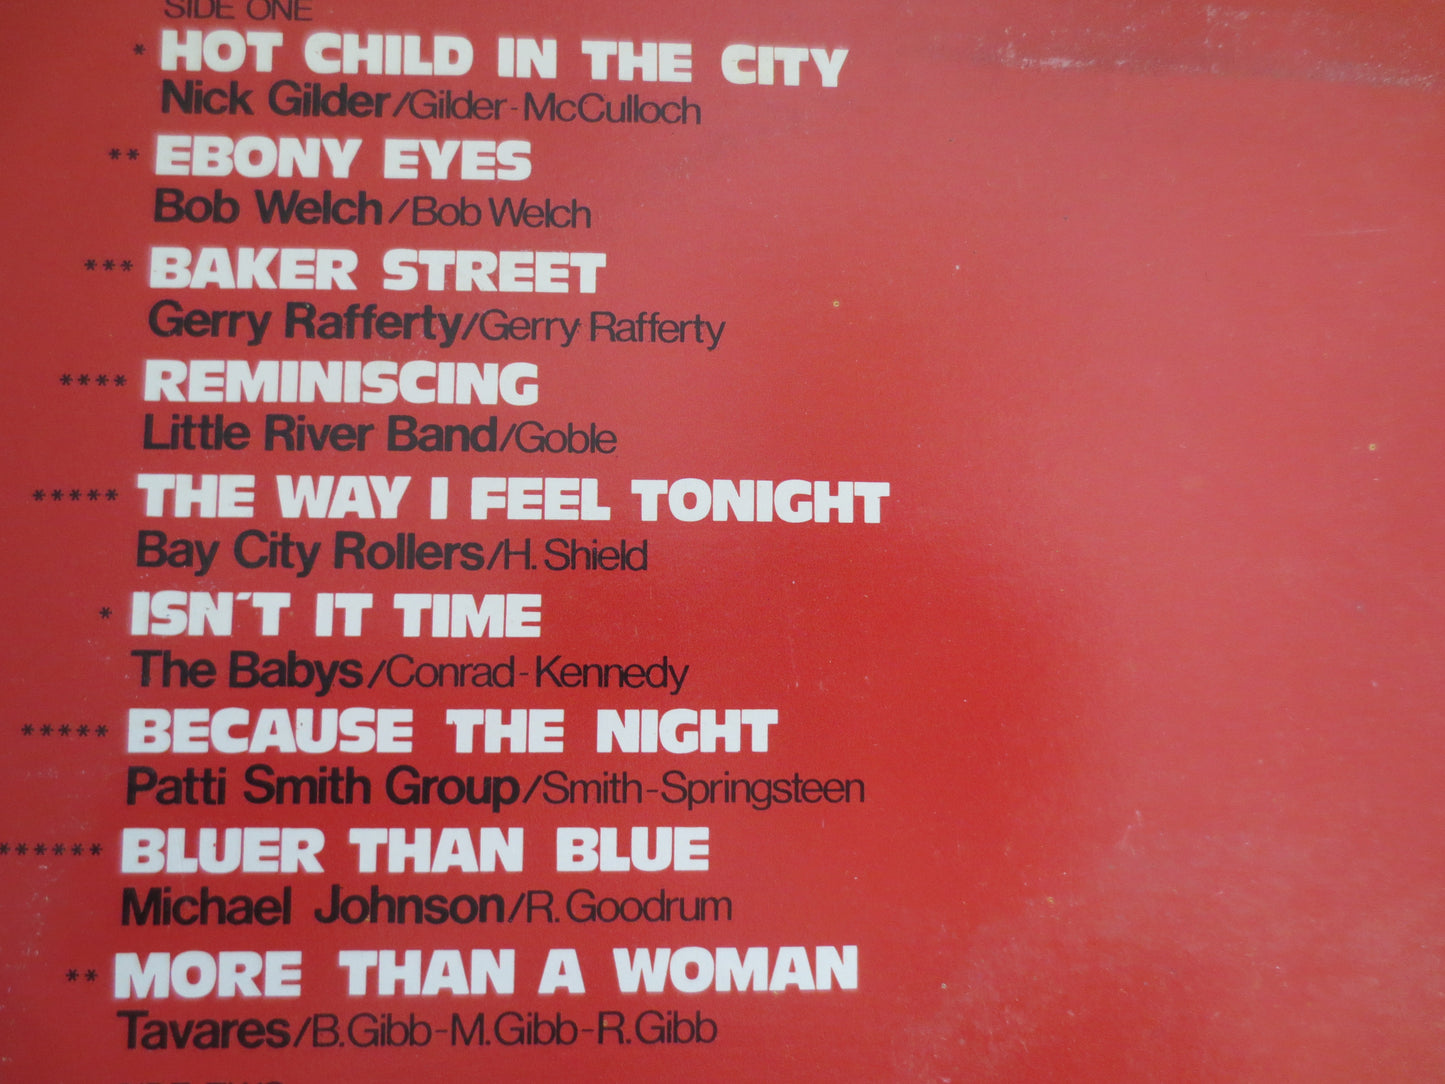 SIDE ONE
* HOT CHILD IN THE CITY
Nick Gilder/Gilder-McCulloch
** EBONY EYES
Bob Welch/Bob Welch
*** BAKER STREET
Gerry Rafferty/Gerry Rafferty
**** REMINISCING
Little River Band/Goble
***** THE WAY I FEEL TONIGHT
Bay City Rollers/H. Shield
* ISN´T IT TIME
The Babys/Conrad-Kennedy
***** BECAUSE THE NIGHT
Patti Smith Group/Smith-Springsteen
****** BLUER THAN BLUE
Michael Johnson/R. Goodrum
** MORE THAN A WOMAN
Tavares/B.Gibb-M.Gibb-R.Gibb